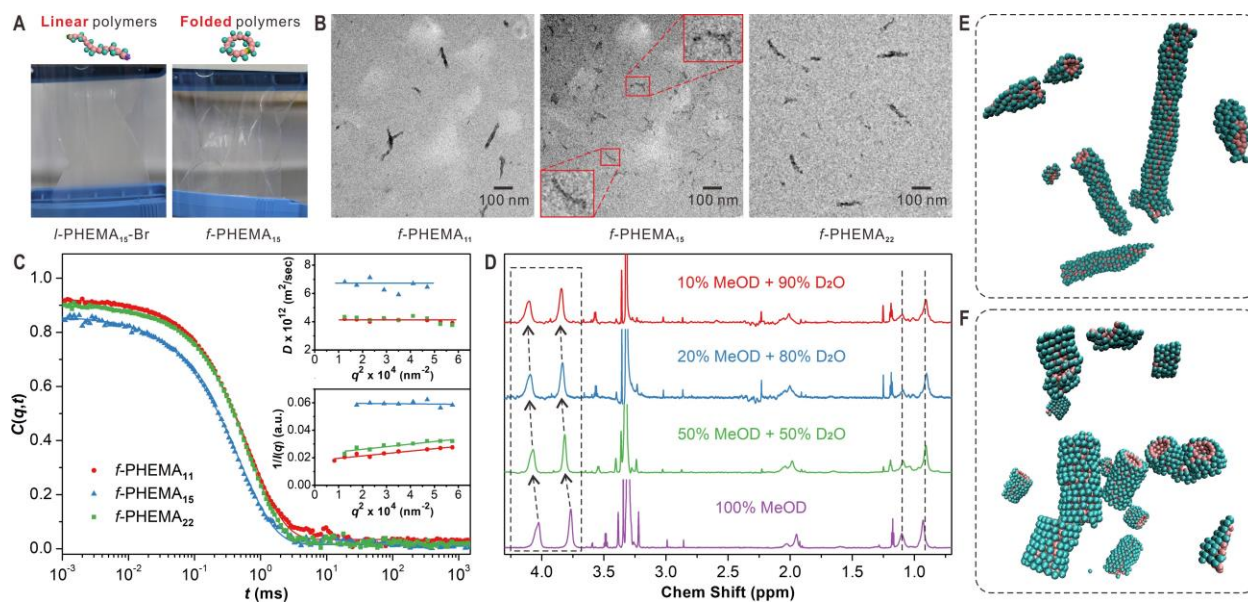 A
Linear polymers
Folded polymers
l-PHEMA15-Br
f-PHEMA15
B
100 nm
100 nm
100 nm
f-PHEMA11
f-PHEMA15
f-PHEMA22
C
C(q,t)
1.0
0.8
0.6
0.4
0.2
0.0
f-PHEMA11
f-PHEMA15
f-PHEMA22
10⁻³
10⁻²
10⁻¹
10⁰
10¹
10²
10³
t (ms)
D x 10¹² (m²/sec)
8
6
4
2
0
0 1 2 3 4 5 6
q² x 10⁴ (nm⁻²)
1/I(q) (a.u.)
0.06
0.04
0.02
0.00
0 1 2 3 4 5 6
q² x 10⁴ (nm⁻²)
D
10% MeOD + 90% D₂O
20% MeOD + 80% D₂O
50% MeOD + 50% D₂O
100% MeOD
4.0 3.5 3.0 2.5 2.0 1.5 1.0
Chem Shift (ppm)
E
F